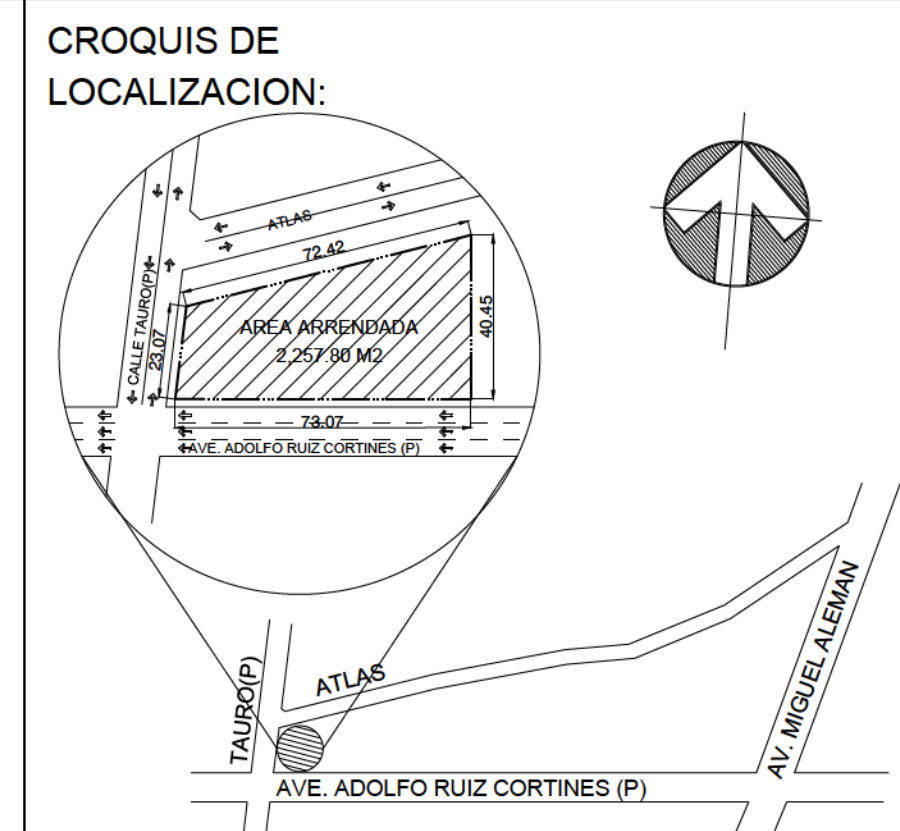 CROQUIS DE
LOCALIZACION:
ATLAS
72.42
CALLE TAURO(P)
23.07
AREA ARRENDADA
2,257.80 M2
40.45
73.07
AVE. ADOLFO RUIZ CORTINES (P)
TAURO(P)
ATLAS
AV. MIGUEL ALEMAN
AVE. ADOLFO RUIZ CORTINES (P)